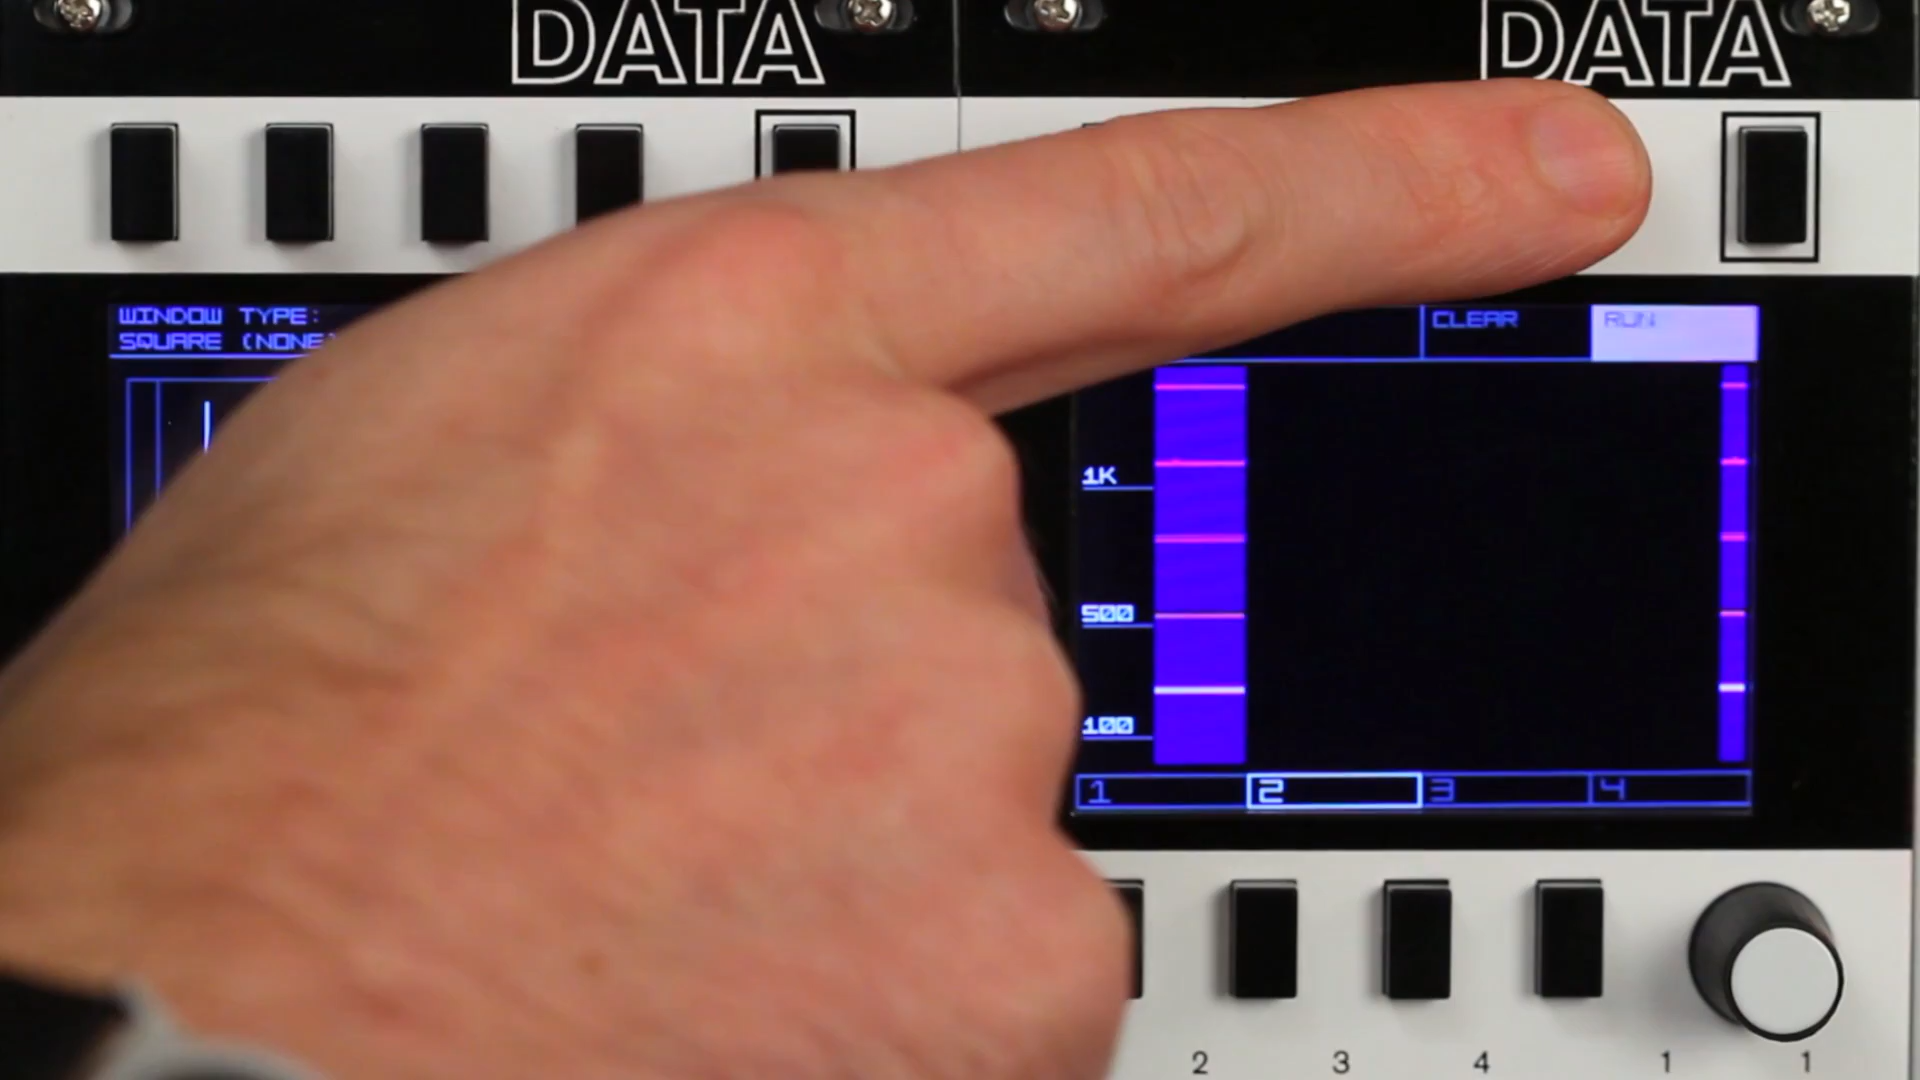 DATA
DATA
WINDOW TYPE:
SQUARE (NONE
CLEAR
RUN
1K
500
100
1
2
3
4
2
3
4
1
1